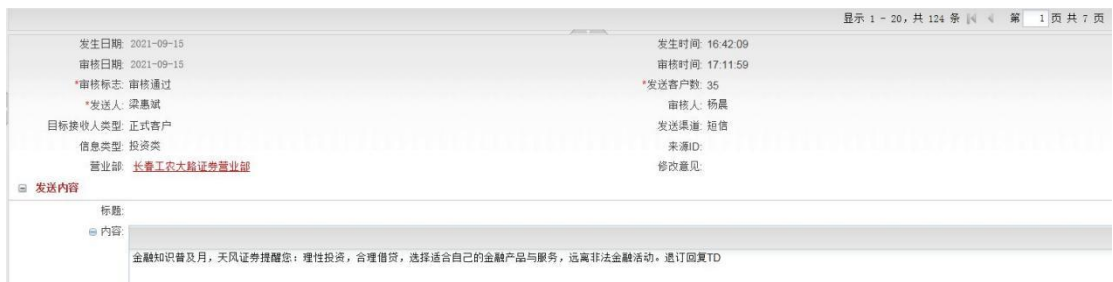 显示 1 - 20，共 124 条 第 1 页 共 7 页
发生日期: 2021-09-15 发生时间: 16:42:09
审核日期: 2021-09-15 审核时间: 17:11:59
*审核标志: 审核通过 *发送客户数: 35
*发送人: 梁惠斌 审核人: 杨晨
目标接收人类型: 正式客户 发送渠道: 短信
信息类型: 投资类 来源ID:
营业部: 长春工农大路证券营业部 修改意见:
发送内容
标题:
内容:
金融知识普及月，天风证券提醒您：理性投资，合理借贷，选择适合自己的金融产品与服务，远离非法金融活动。退订回复TD